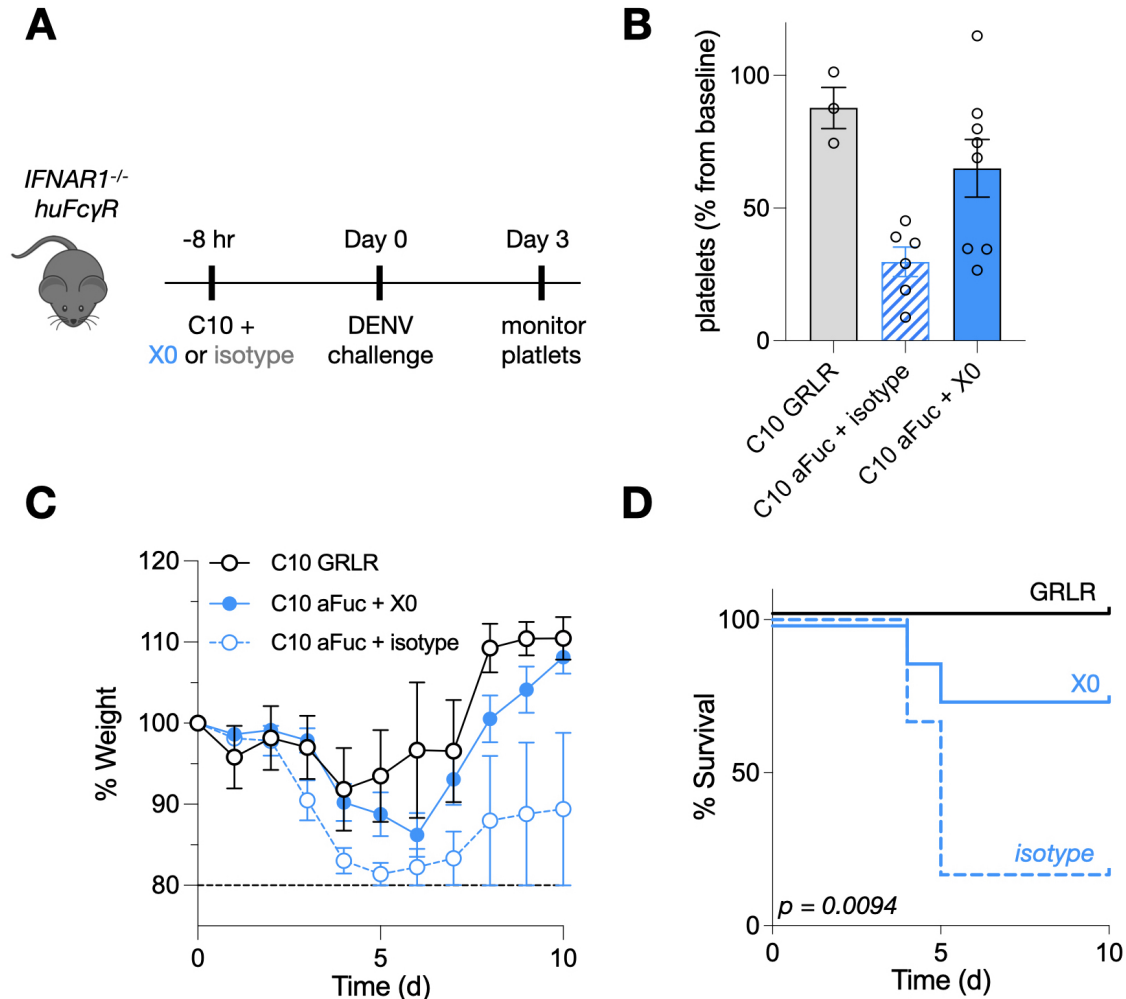 A
IFNAR1-/-
huFcγR
-8 hr
Day 0
Day 3
C10 +
X0 or isotype
DENV
challenge
monitor
platlets
B
platelets (% from baseline)
100
50
0
C10 GRLR
C10 aFuc + isotype
C10 aFuc + X0
C
% Weight
120
110
100
90
80
C10 GRLR
C10 aFuc + X0
C10 aFuc + isotype
0
5
10
Time (d)
D
% Survival
100
50
0
GRLR
X0
isotype
p = 0.0094
0
5
10
Time (d)